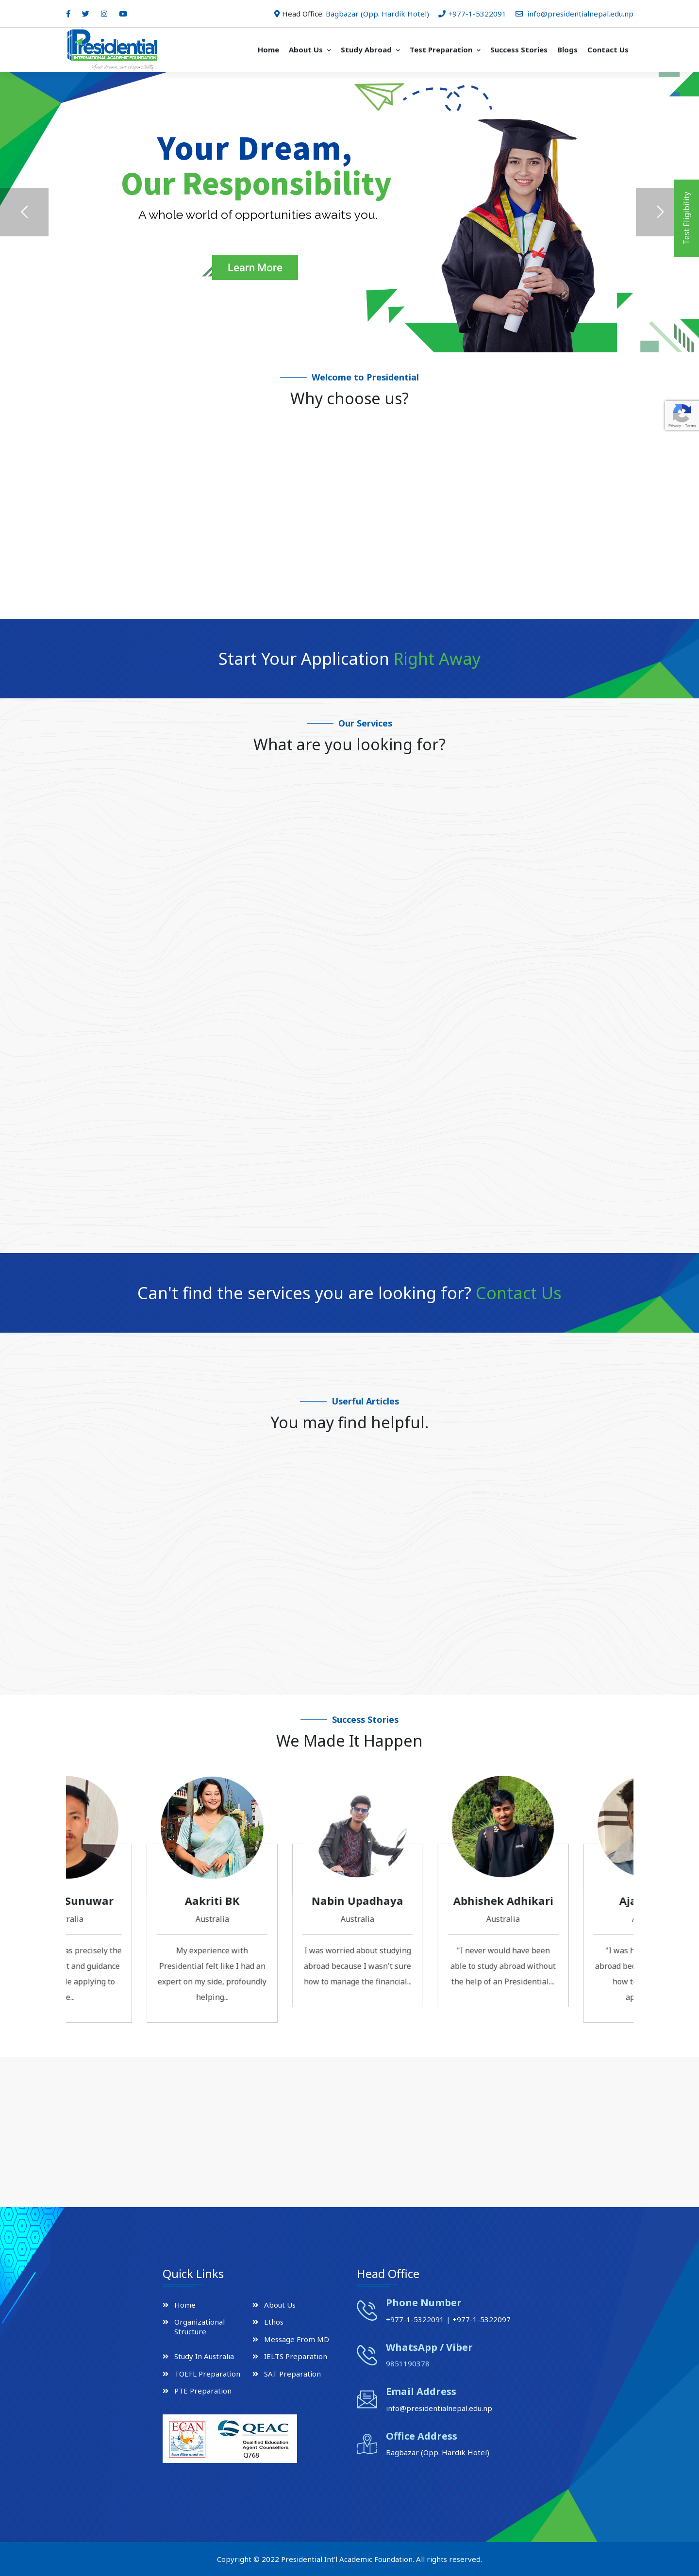 Head Office: Bagbazar (Opp. Hardik Hotel) +977-1-5322091 info@presidentialnepal.edu.np
Presidential
INTERNATIONAL ACADEMIC FOUNDATION
Your dream, our responsibility.
Home About Us Study Abroad Test Preparation Success Stories Blogs Contact Us
Your Dream,
Our Responsibility
A whole world of opportunities awaits you.
Learn More
Test Eligibility
Privacy - Terms
Welcome to Presidential
Why choose us?
Start Your Application Right Away
Our Services
What are you looking for?
Can't find the services you are looking for? Contact Us
Userful Articles
You may find helpful.
Success Stories
We Made It Happen
Sunuwar
ralia
as precisely the
t and guidance
le applying to
e...
Aakriti BK
Australia
My experience with
Presidential felt like I had an
expert on my side, profoundly
helping...
Nabin Upadhaya
Australia
I was worried about studying
abroad because I wasn't sure
how to manage the financial...
Abhishek Adhikari
Australia
"I never would have been
able to study abroad without
the help of an Presidential....
Aja
A
"I was h
abroad bec
how t
ap
Quick Links
Home
About Us
Organizational
Structure
Ethos
Message From MD
Study In Australia
IELTS Preparation
TOEFL Preparation
SAT Preparation
PTE Preparation
ECAN
QEAC
Qualified Education
Agent Counsellors
Q768
Head Office
Phone Number
+977-1-5322091 | +977-1-5322097
WhatsApp / Viber
9851190378
Email Address
info@presidentialnepal.edu.np
Office Address
Bagbazar (Opp. Hardik Hotel)
Copyright © 2022 Presidential Int'l Academic Foundation. All rights reserved.